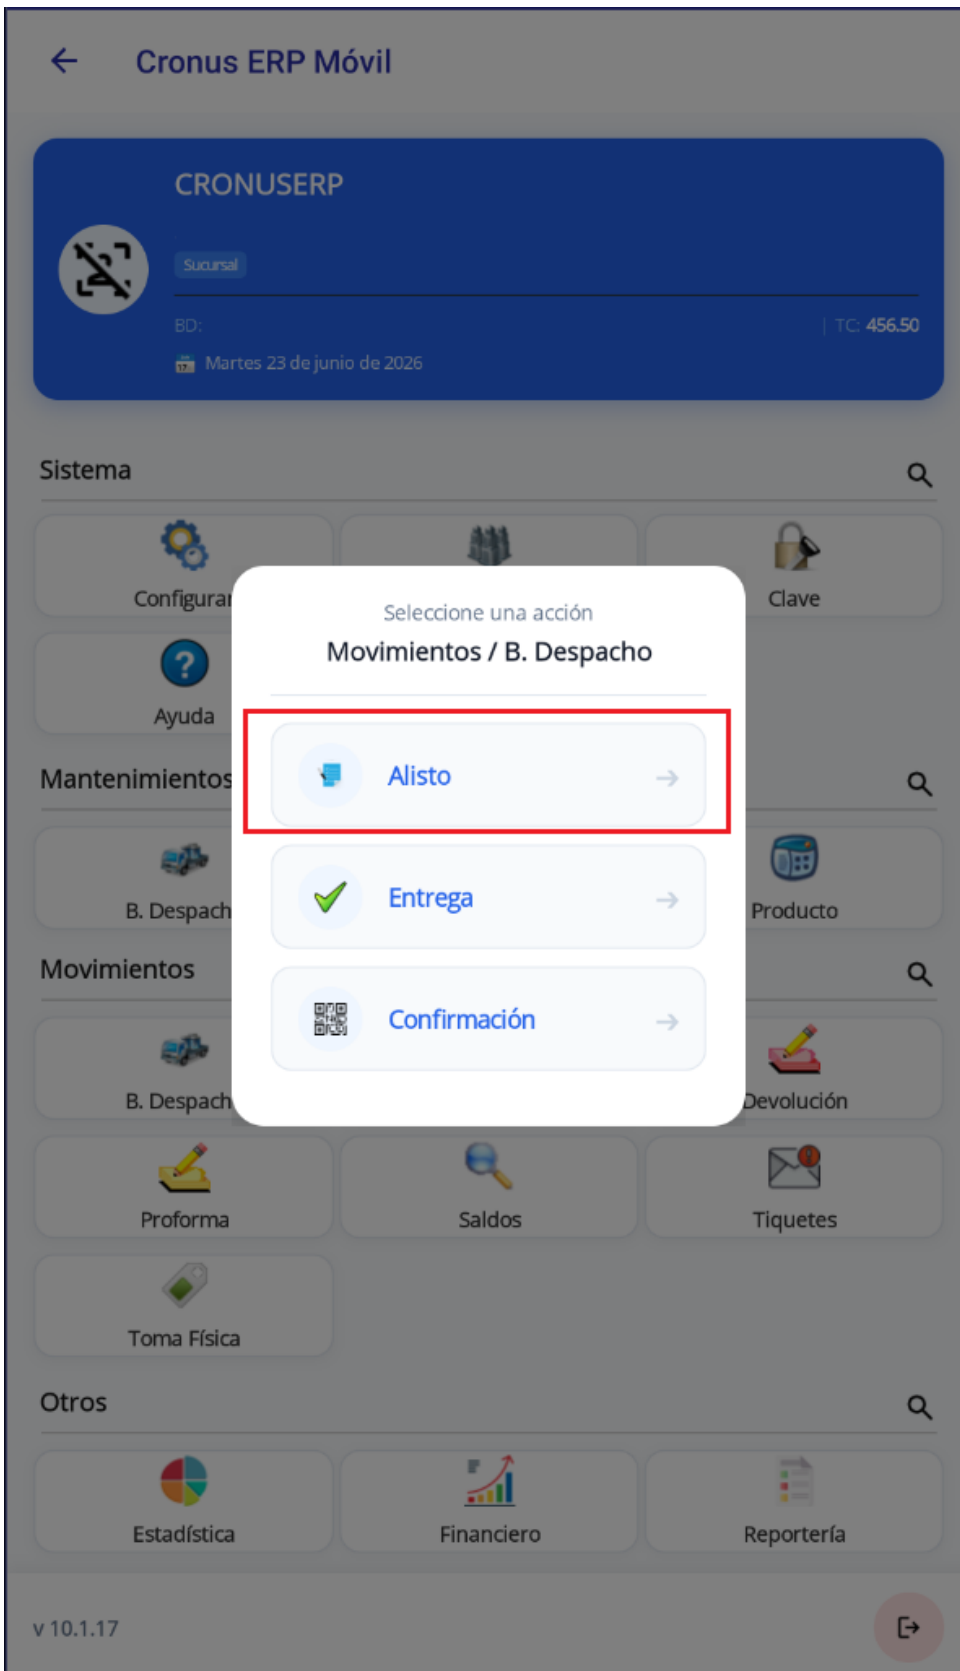 Cronus ERP Móvil
CRONUSERP
Sucursal
BD: | TC: 456.50
Martes 23 de junio de 2026
Sistema
Configurar
Clave
Seleccione una acción
Movimientos / B. Despacho
Ayuda
Alisto
Mantenimientos
Entrega
B. Despach
Producto
Movimientos
Confirmación
B. Despach
Devolución
Proforma
Saldos
Tiquetes
Toma Física
Otros
Estadística
Financiero
Reportería
v 10.1.17